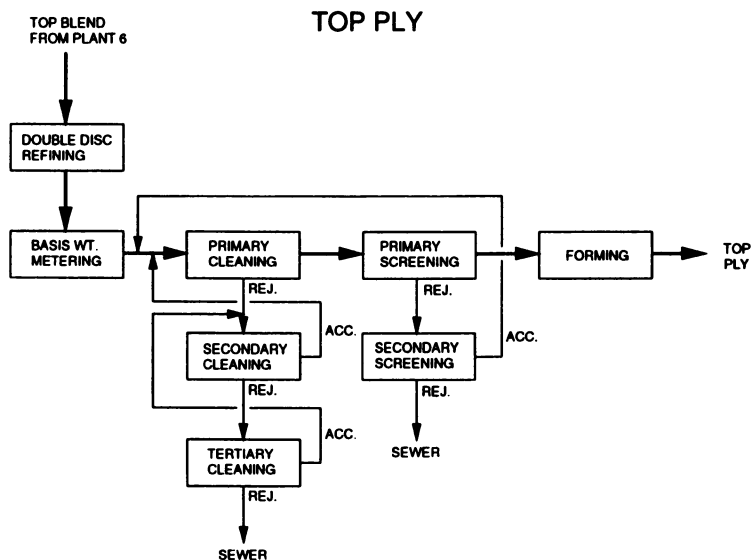 TOP PLY
TOP BLEND
FROM PLANT 6
DOUBLE DISC
REFINING
BASIS WT.
METERING
PRIMARY
CLEANING
PRIMARY
SCREENING
FORMING
TOP
PLY
REJ.
REJ.
ACC.
ACC.
SECONDARY
CLEANING
SECONDARY
SCREENING
REJ.
REJ.
ACC.
SEWER
TERTIARY
CLEANING
REJ.
SEWER